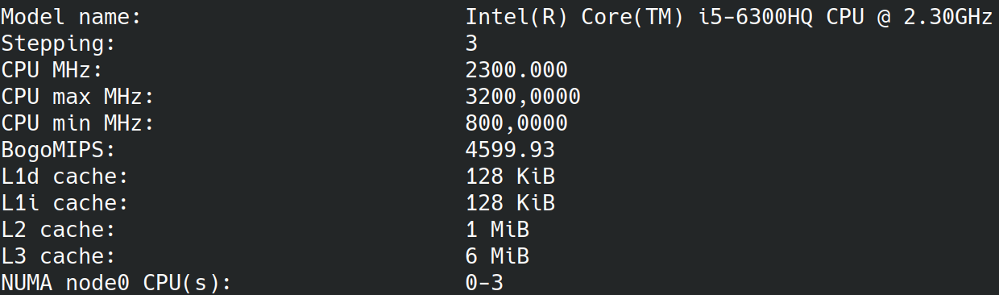 Model name: Intel(R) Core(TM) i5-6300HQ CPU @ 2.30GHz
Stepping: 3
CPU MHz: 2300.000
CPU max MHz: 3200,0000
CPU min MHz: 800,0000
BogoMIPS: 4599.93
L1d cache: 128 KiB
L1i cache: 128 KiB
L2 cache: 1 MiB
L3 cache: 6 MiB
NUMA node0 CPU(s): 0-3